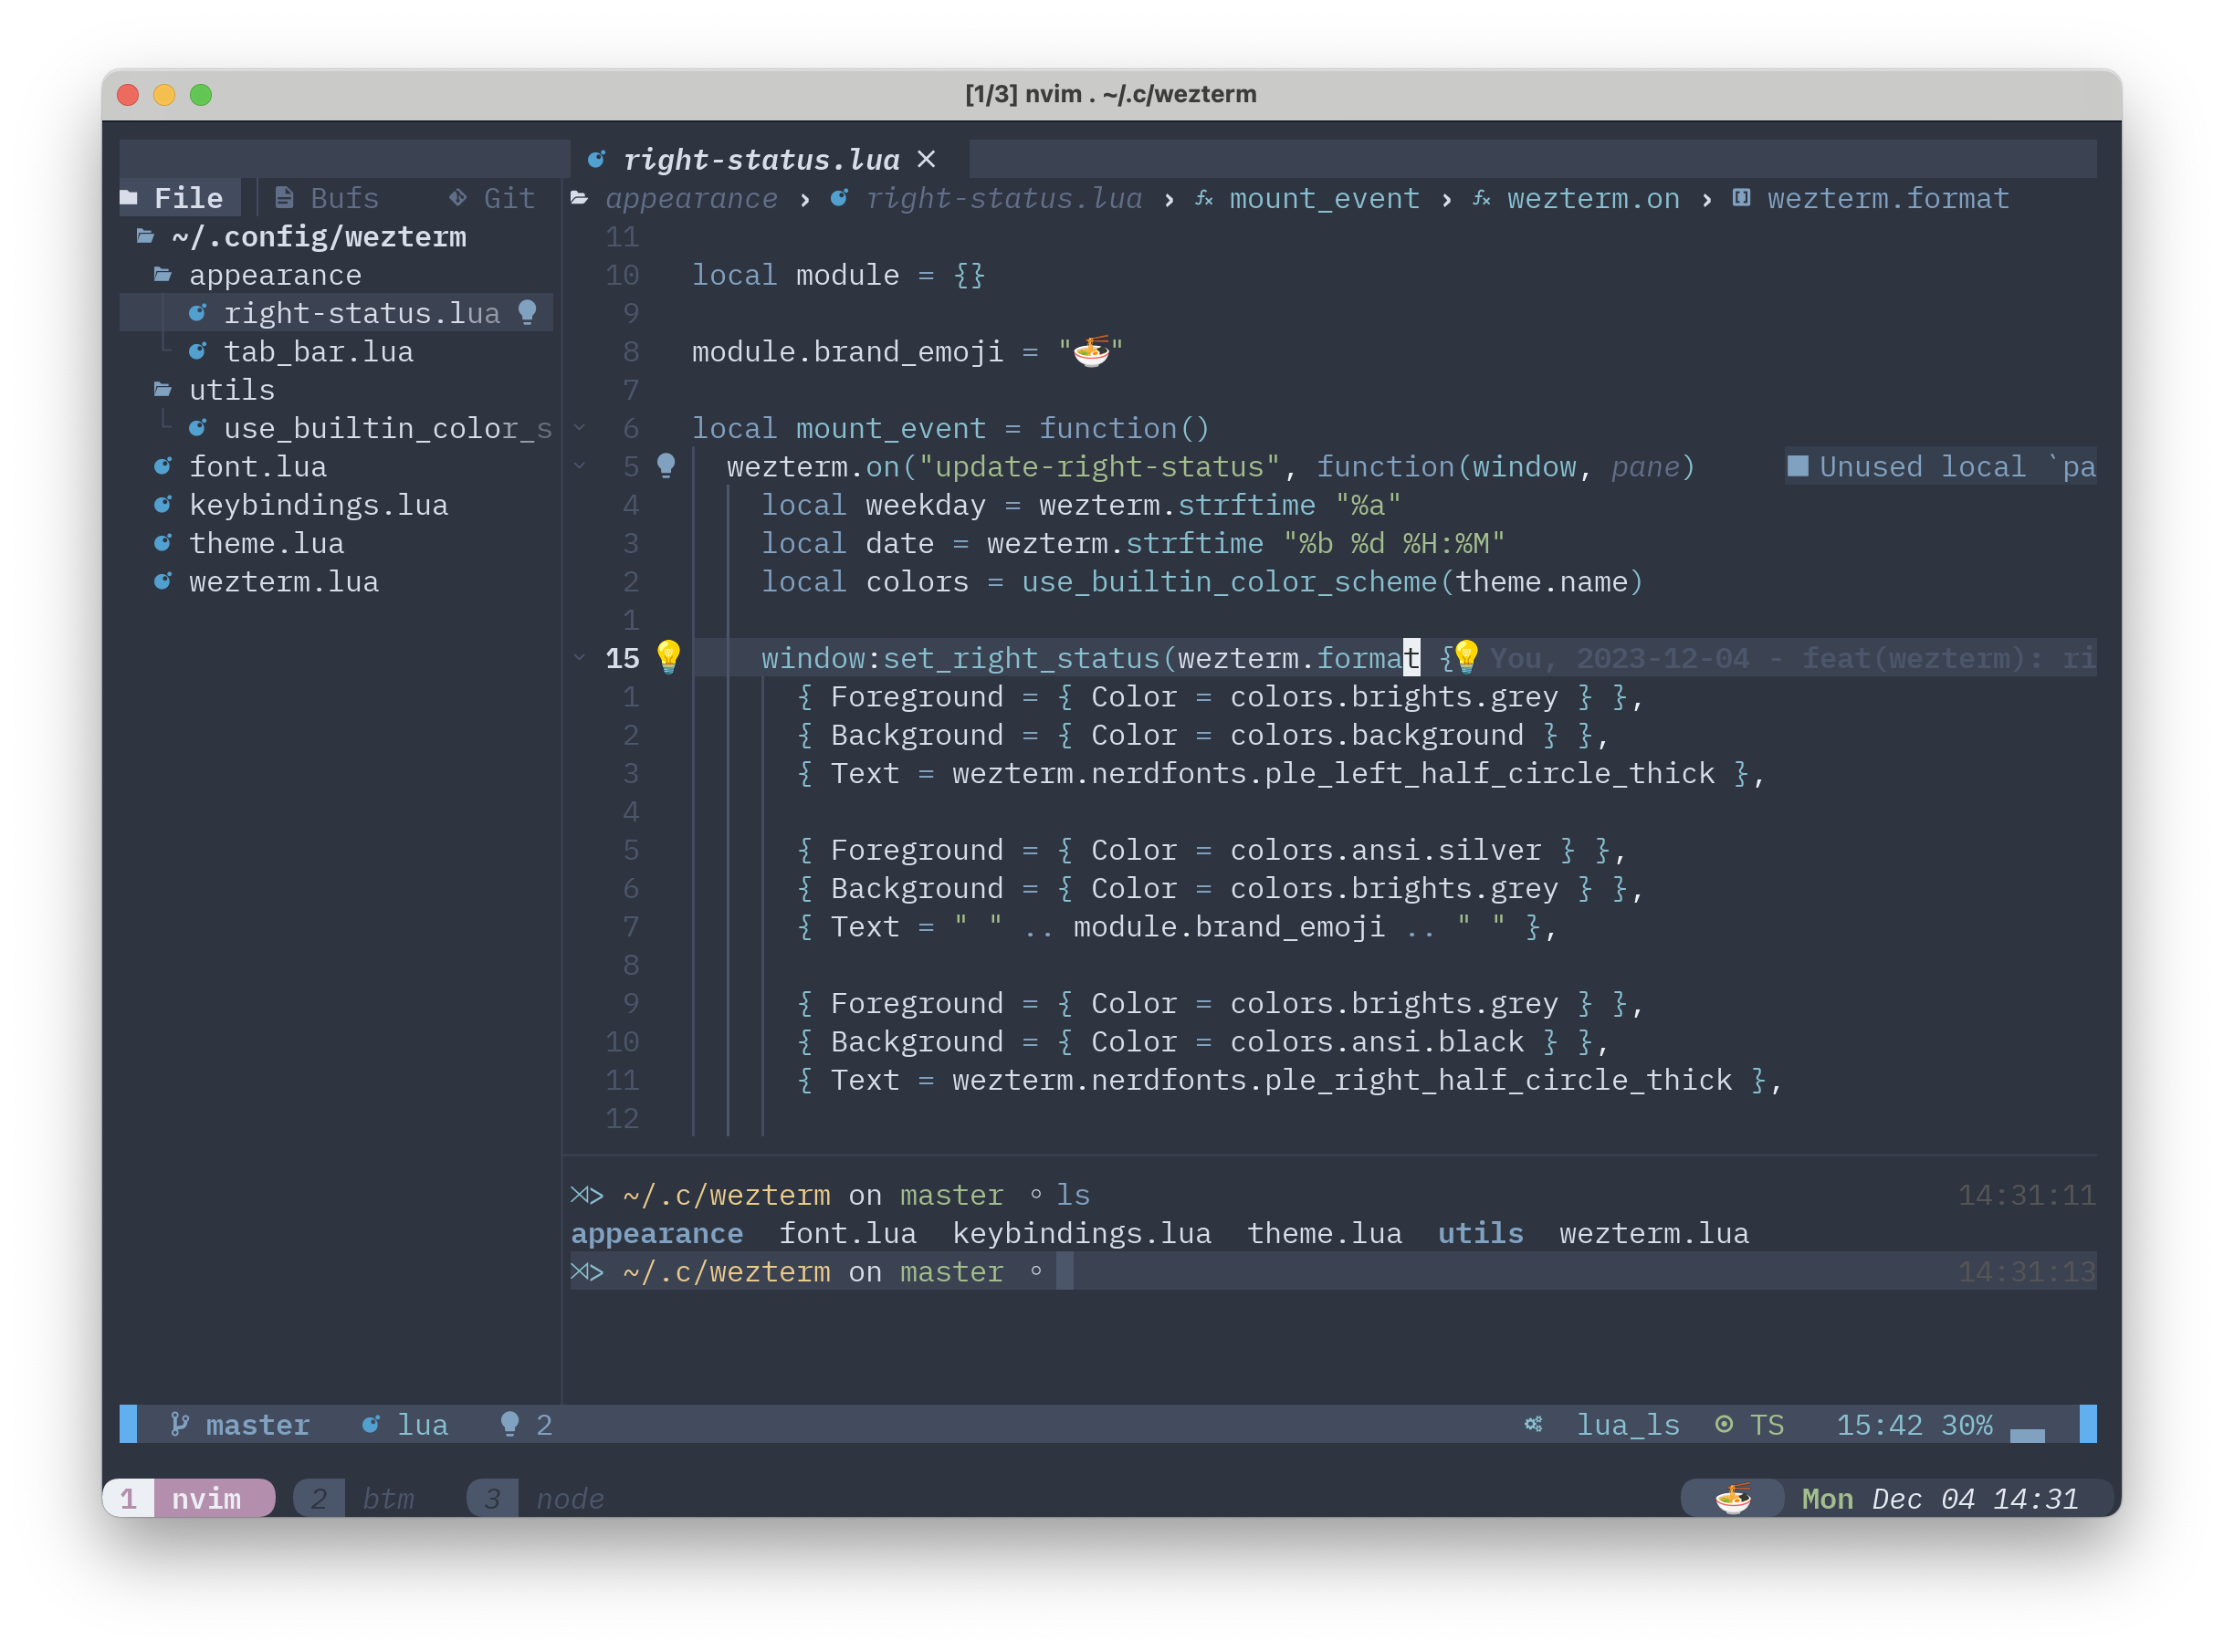 [1/3] nvim . ~/.c/wezterm
right-status.lua ×
File Bufs Git
~/.config/wezterm
appearance
right-status.lua
tab_bar.lua
utils
use_builtin_color_s
font.lua
keybindings.lua
theme.lua
wezterm.lua
appearance › right-status.lua › mount_event › wezterm.on › wezterm.format
11
10 local module = {}
9
8 module.brand_emoji = "🍜"
7
6 local mount_event = function()
5 wezterm.on("update-right-status", function(window, pane) Unused local `pa
4 local weekday = wezterm.strftime "%a"
3 local date = wezterm.strftime "%b %d %H:%M"
2 local colors = use_builtin_color_scheme(theme.name)
1
15 💡 window:set_right_status(wezterm.format {💡 You, 2023-12-04 - feat(wezterm): ri
1 { Foreground = { Color = colors.brights.grey } },
2 { Background = { Color = colors.background } },
3 { Text = wezterm.nerdfonts.ple_left_half_circle_thick },
4
5 { Foreground = { Color = colors.ansi.silver } },
6 { Background = { Color = colors.brights.grey } },
7 { Text = " " .. module.brand_emoji .. " " },
8
9 { Foreground = { Color = colors.brights.grey } },
10 { Background = { Color = colors.ansi.black } },
11 { Text = wezterm.nerdfonts.ple_right_half_circle_thick },
12
⋊> ~/.c/wezterm on master ◦ ls 14:31:11
appearance font.lua keybindings.lua theme.lua utils wezterm.lua
⋊> ~/.c/wezterm on master ◦ 14:31:13
master lua 2 lua_ls TS 15:42 30%
1 nvim 2 btm 3 node 🍜 Mon Dec 04 14:31